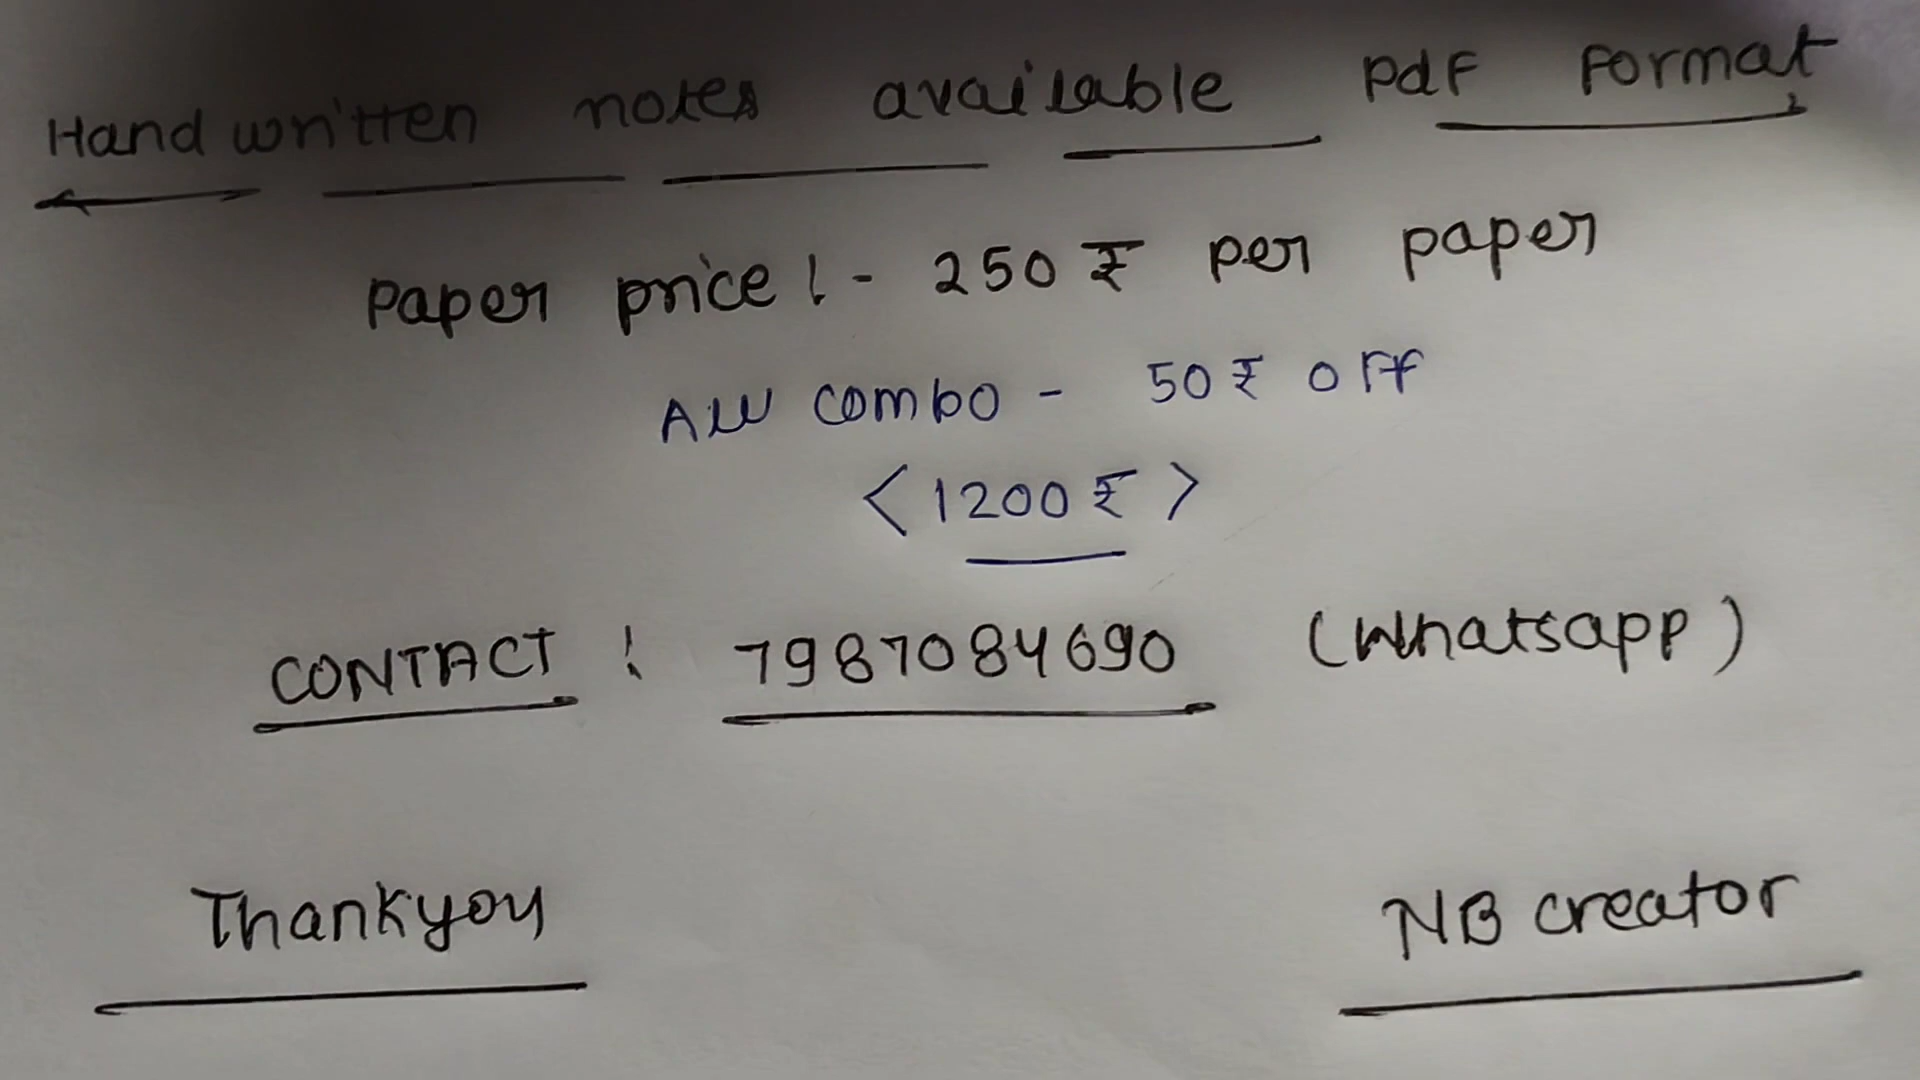 Hand written notes available Pdf Format
Paper price :- 250 ₹ per paper
All combo - 50 ₹ off
<1200 ₹>
CONTACT : 7987084690 (Whatsapp)
Thankyou NB creator